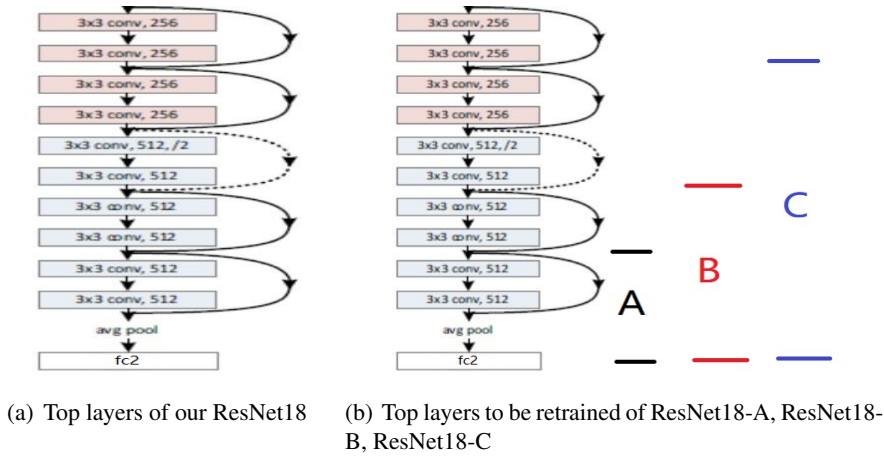 3x3 conv, 256
3x3 conv, 256
3x3 conv, 256
3x3 conv, 256
3x3 conv, 512, /2
3x3 conv, 512
3x3 conv, 512
3x3 conv, 512
3x3 conv, 512
3x3 conv, 512
avg pool
fc2
3x3 conv, 256
3x3 conv, 256
3x3 conv, 256
3x3 conv, 256
3x3 conv, 512, /2
3x3 conv, 512
3x3 conv, 512
3x3 conv, 512
3x3 conv, 512
3x3 conv, 512
avg pool
fc2
A
B
C
(a) Top layers of our ResNet18
(b) Top layers to be retrained of ResNet18-A, ResNet18-
B, ResNet18-C